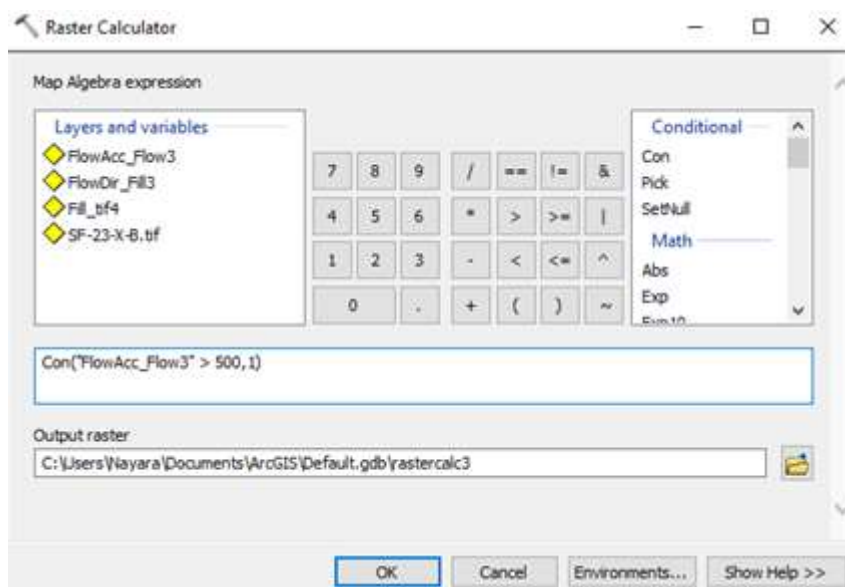 Raster Calculator
Map Algebra expression
Layers and variables
FlowAcc_Flow3
FlowDir_Fill3
Fill_tif4
SF-23-X-B.tif
7 8 9 / == != &
4 5 6 * > >= |
1 2 3 - < <= ^
0 . + ( ) ~
Conditional
Con
Pick
SetNull
Math
Abs
Exp
Exp10
Con("FlowAcc_Flow3" > 500,1)
Output raster
C:\Users\Nayara\Documents\ArcGIS\Default.gdb\rastercalc3
OK Cancel Environments... Show Help >>